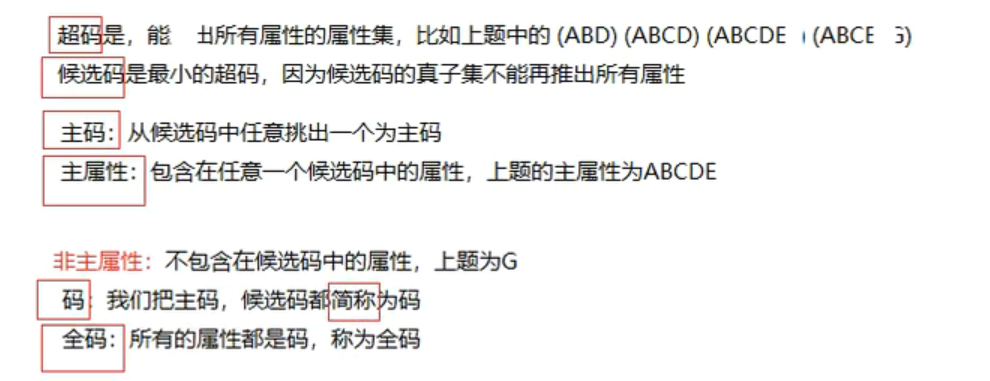 超码是，能 出所有属性的属性集，比如上题中的 (ABD) (ABCD) (ABCDE ) (ABCE G)
候选码是最小的超码，因为候选码的真子集不能再推出所有属性
主码：从候选码中任意挑出一个为主码
主属性：包含在任意一个候选码中的属性，上题的主属性为ABCDE
非主属性：不包含在候选码中的属性，上题为G
码：我们把主码，候选码都简称为码
全码：所有的属性都是码，称为全码